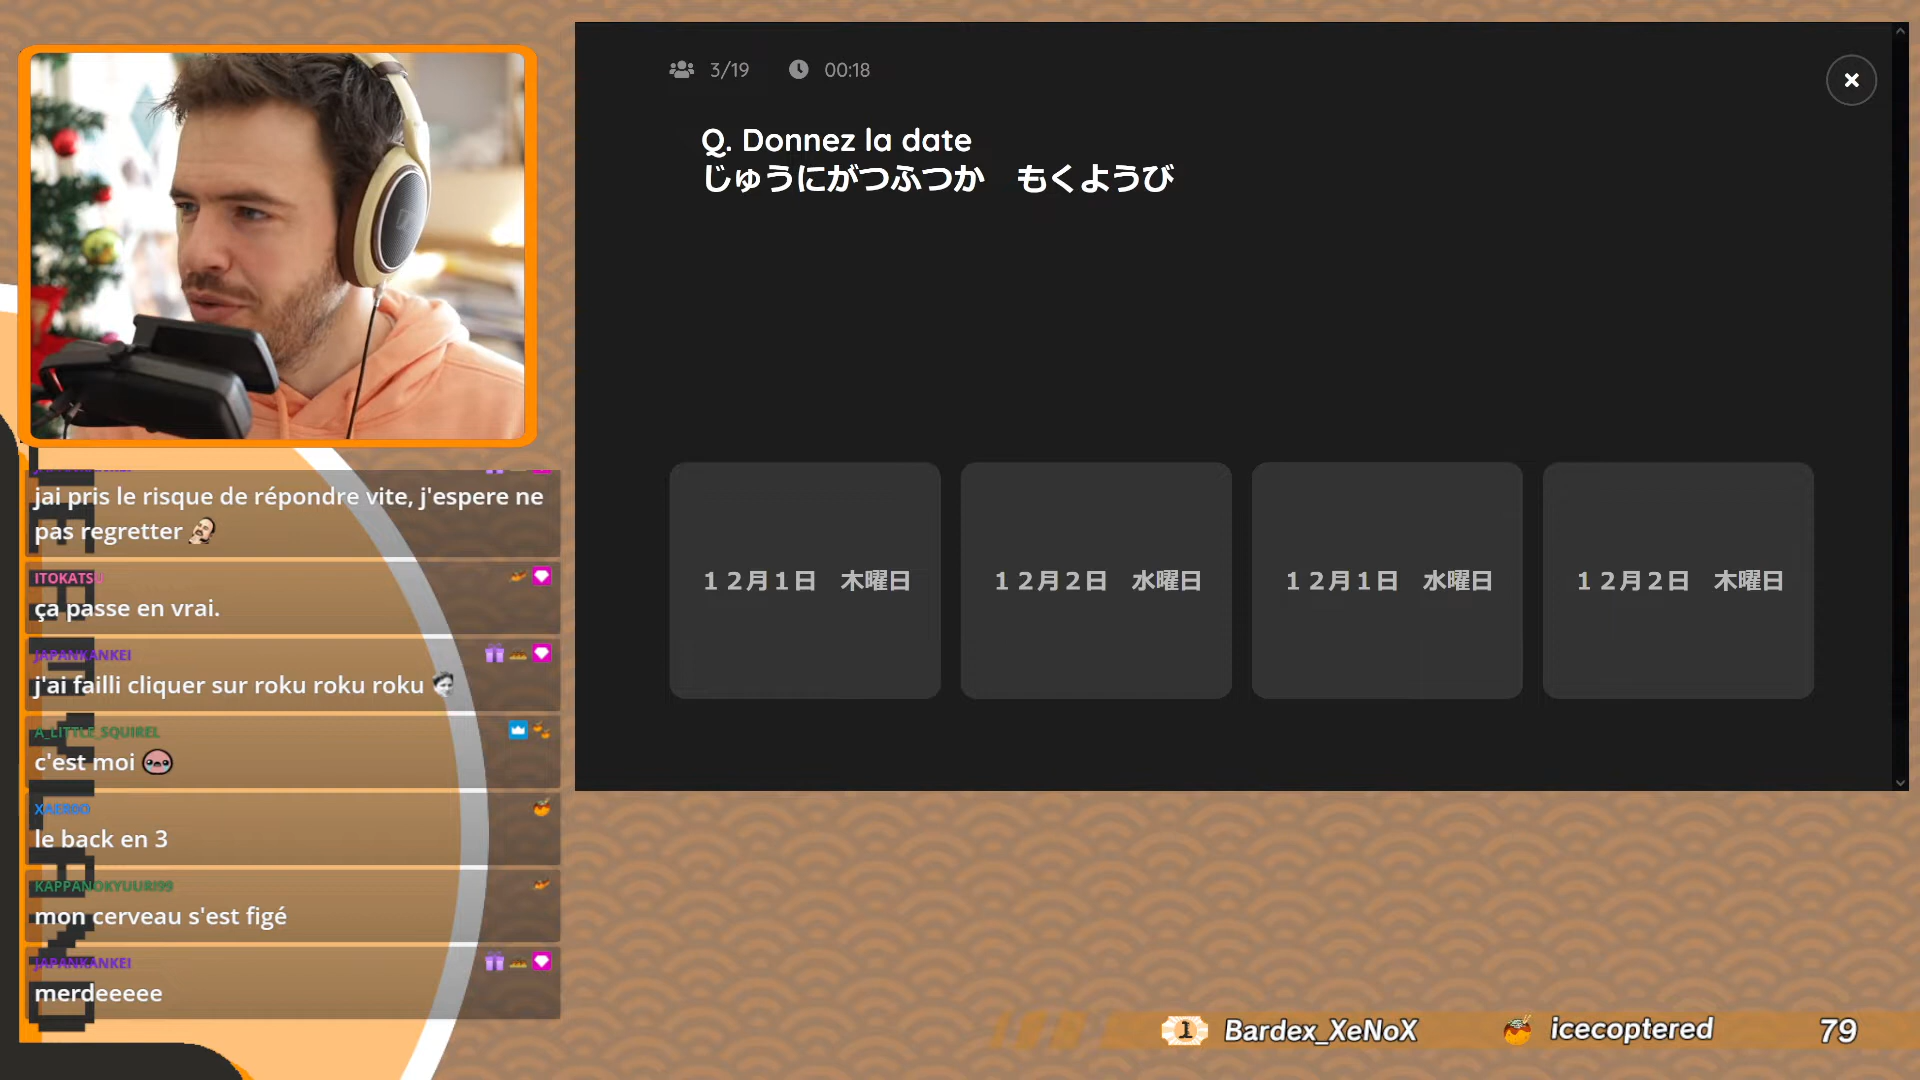 3/19
00:18
Q. Donnez la date
じゅうにがつふつか　もくようび
１２月１日　木曜日
１２月２日　水曜日
１２月１日　水曜日
１２月２日　木曜日
jai pris le risque de répondre vite, j'espere ne
pas regretter
ITOKATSU
ça passe en vrai.
JAPANKANKEI
j'ai failli cliquer sur roku roku roku
A_LITTLE_SQUIREL
c'est moi
le back en 3
KAPPANOKYUURI99
mon cerveau s'est figé
JAPANKANKEI
merdeeeee
1 Bardex_XeNoX
icecoptered
79